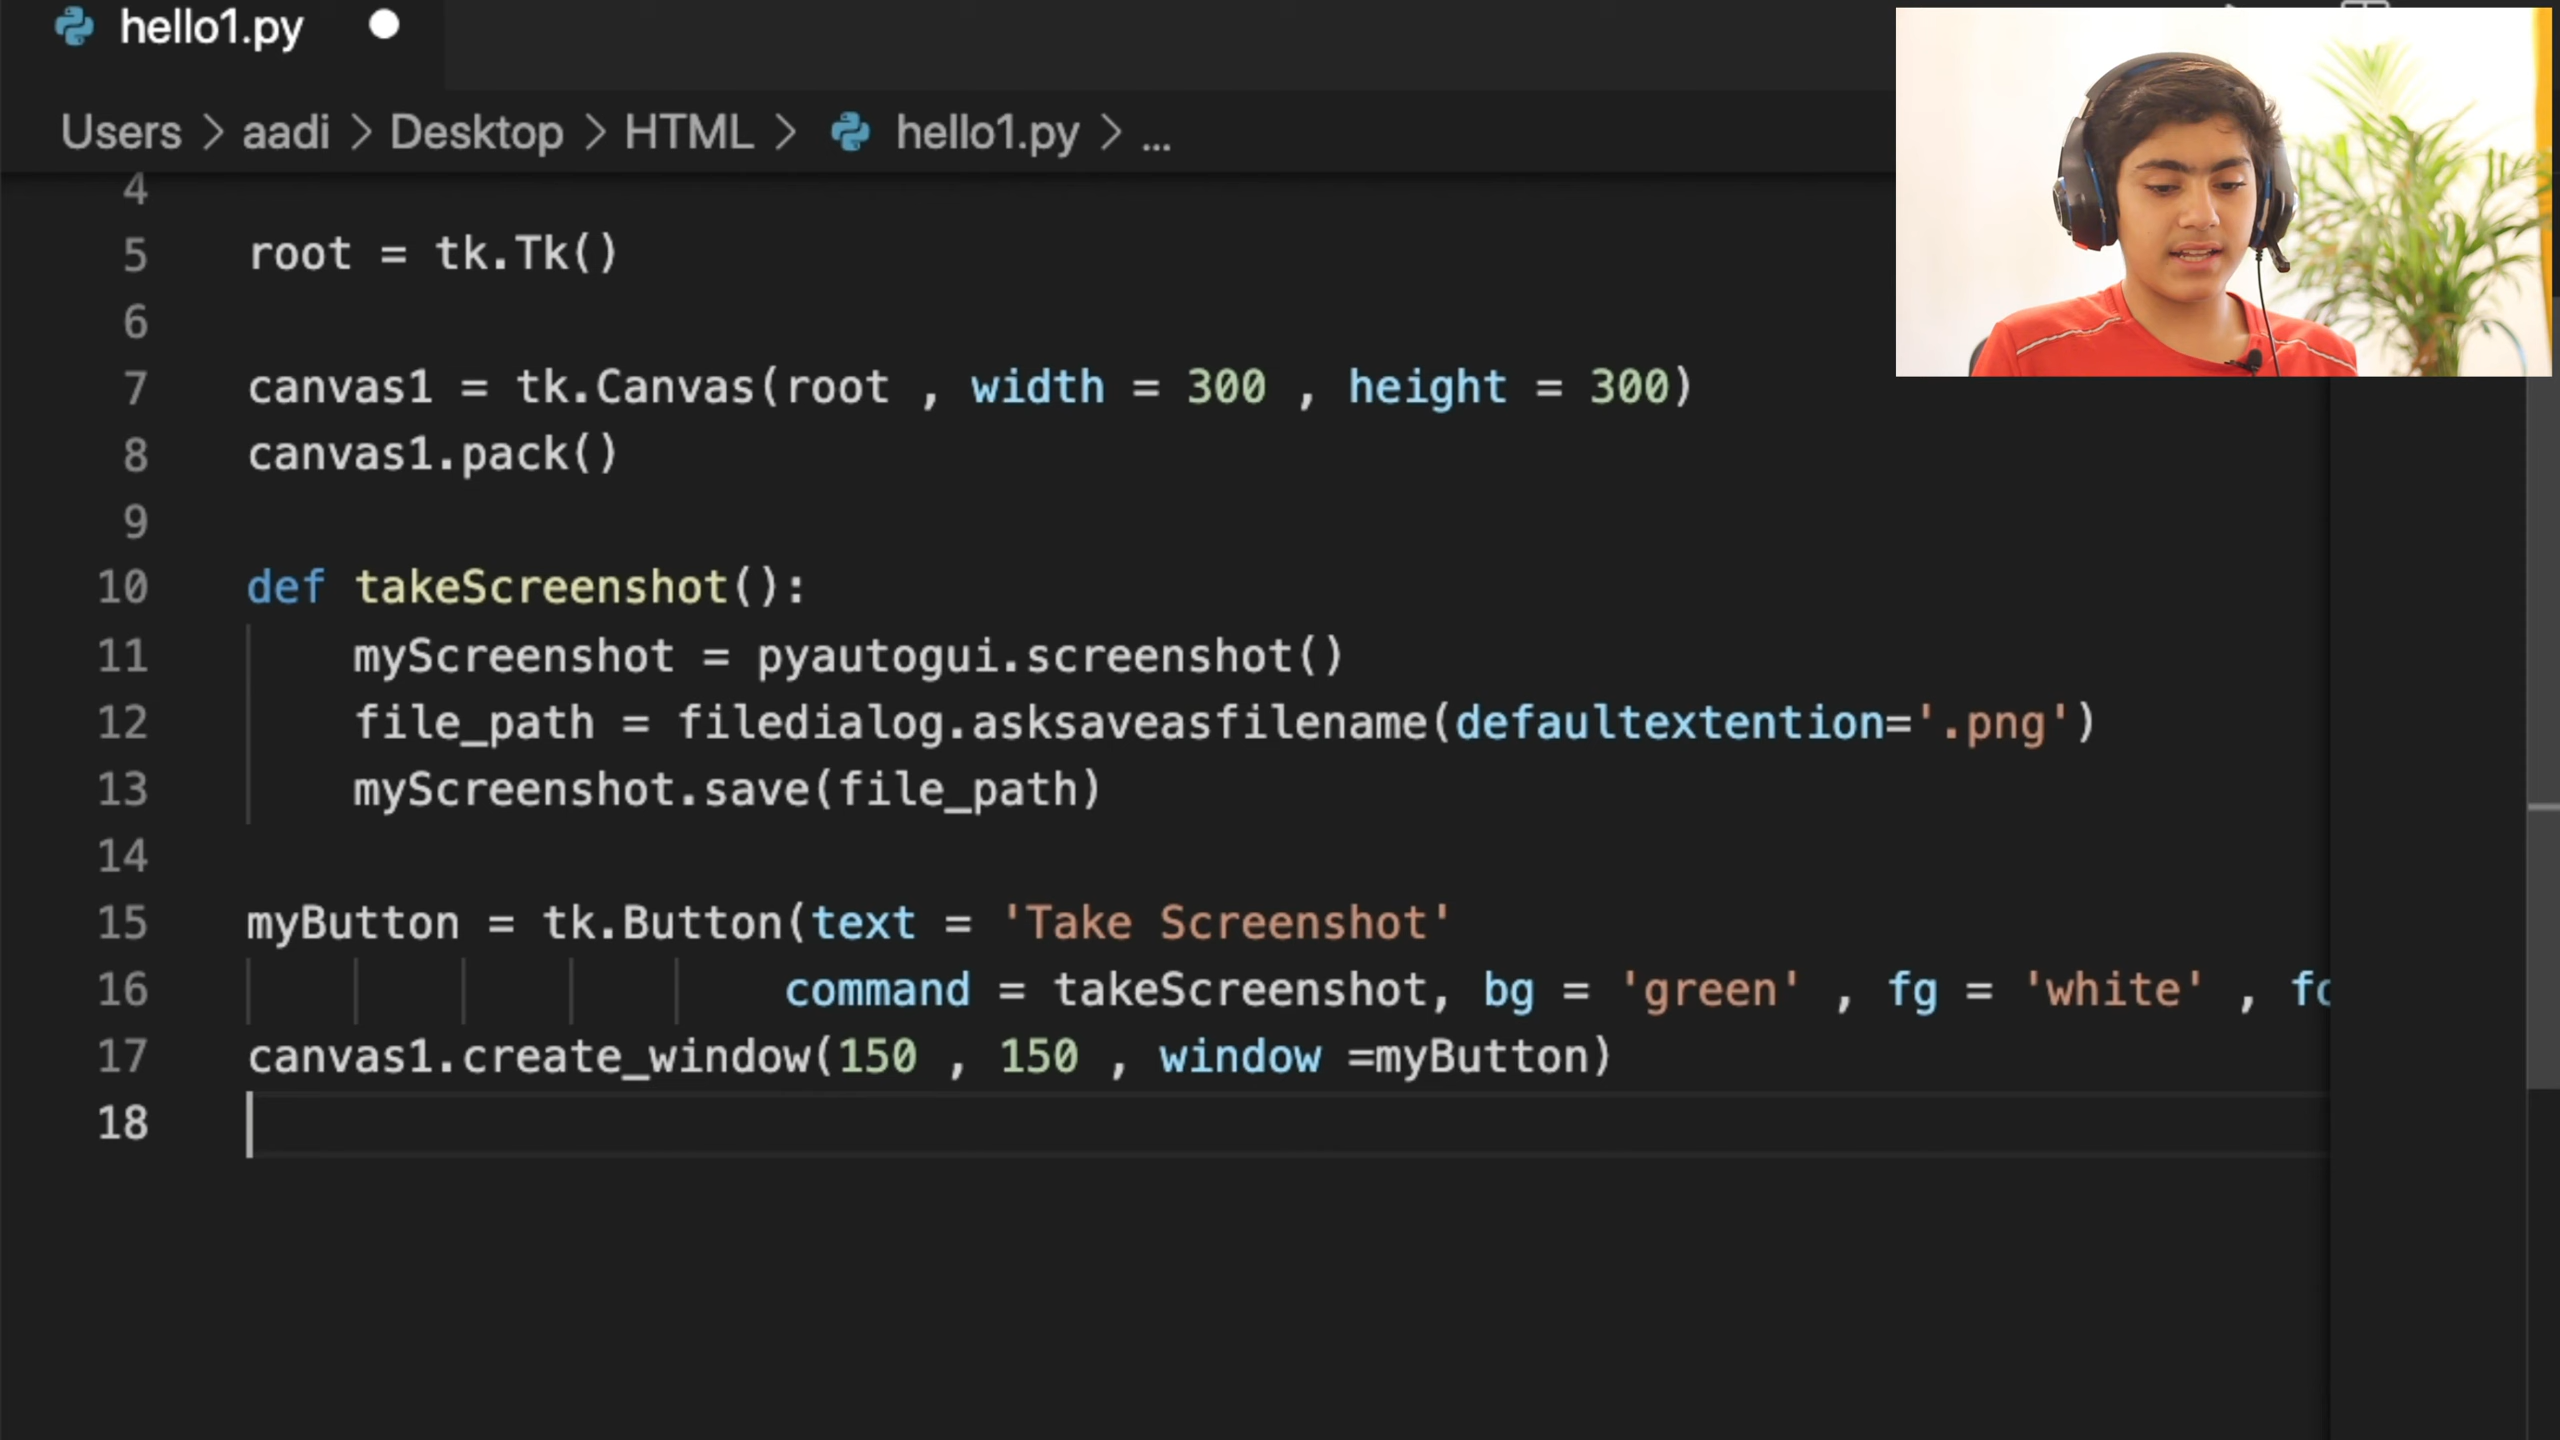 hello1.py
Users > aadi > Desktop > HTML > hello1.py > ...
4
5 root = tk.Tk()
6
7 canvas1 = tk.Canvas(root , width = 300 , height = 300)
8 canvas1.pack()
9
10 def takeScreenshot():
11     myScreenshot = pyautogui.screenshot()
12     file_path = filedialog.asksaveasfilename(defaultextention='.png')
13     myScreenshot.save(file_path)
14
15 myButton = tk.Button(text = 'Take Screenshot'
16                     command = takeScreenshot, bg = 'green' , fg = 'white' ,
17 canvas1.create_window(150 , 150 , window =myButton)
18